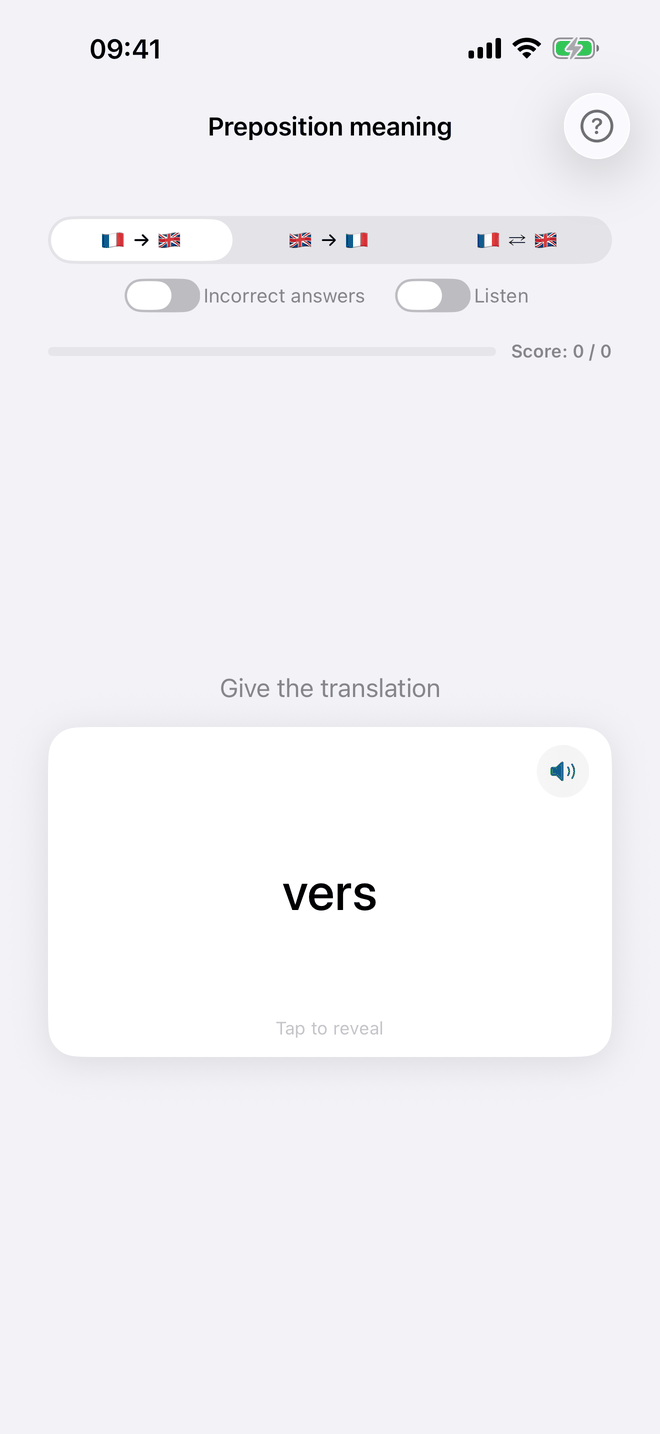 09:41
Preposition meaning
🇫🇷 → 🇬🇧 🇬🇧 → 🇫🇷 🇫🇷 ⇄ 🇬🇧
Incorrect answers Listen
Score: 0 / 0
Give the translation
vers
Tap to reveal